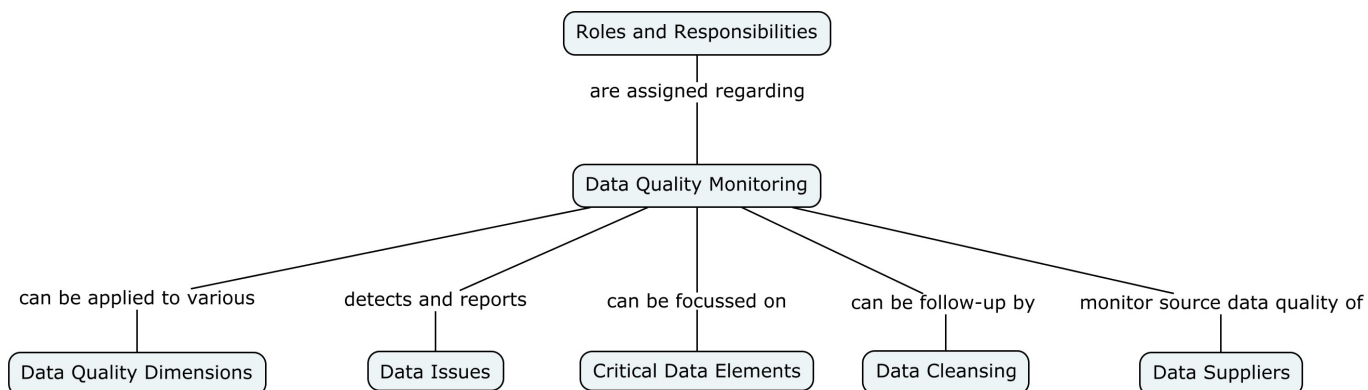 Roles and Responsibilities
are assigned regarding
Data Quality Monitoring
can be applied to various
detects and reports
can be focussed on
can be follow-up by
monitor source data quality of
Data Quality Dimensions
Data Issues
Critical Data Elements
Data Cleansing
Data Suppliers